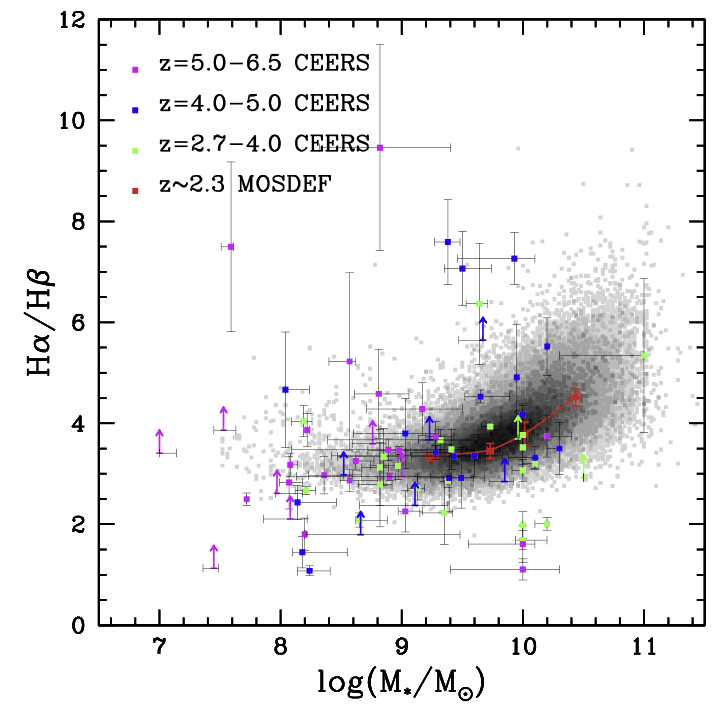 12
10
8
6
4
2
0
z=5.0−6.5 CEERS
z=4.0−5.0 CEERS
z=2.7−4.0 CEERS
z~2.3 MOSDEF
Hα/Hβ
7 8 9 10 11
log(M*/M⊙)